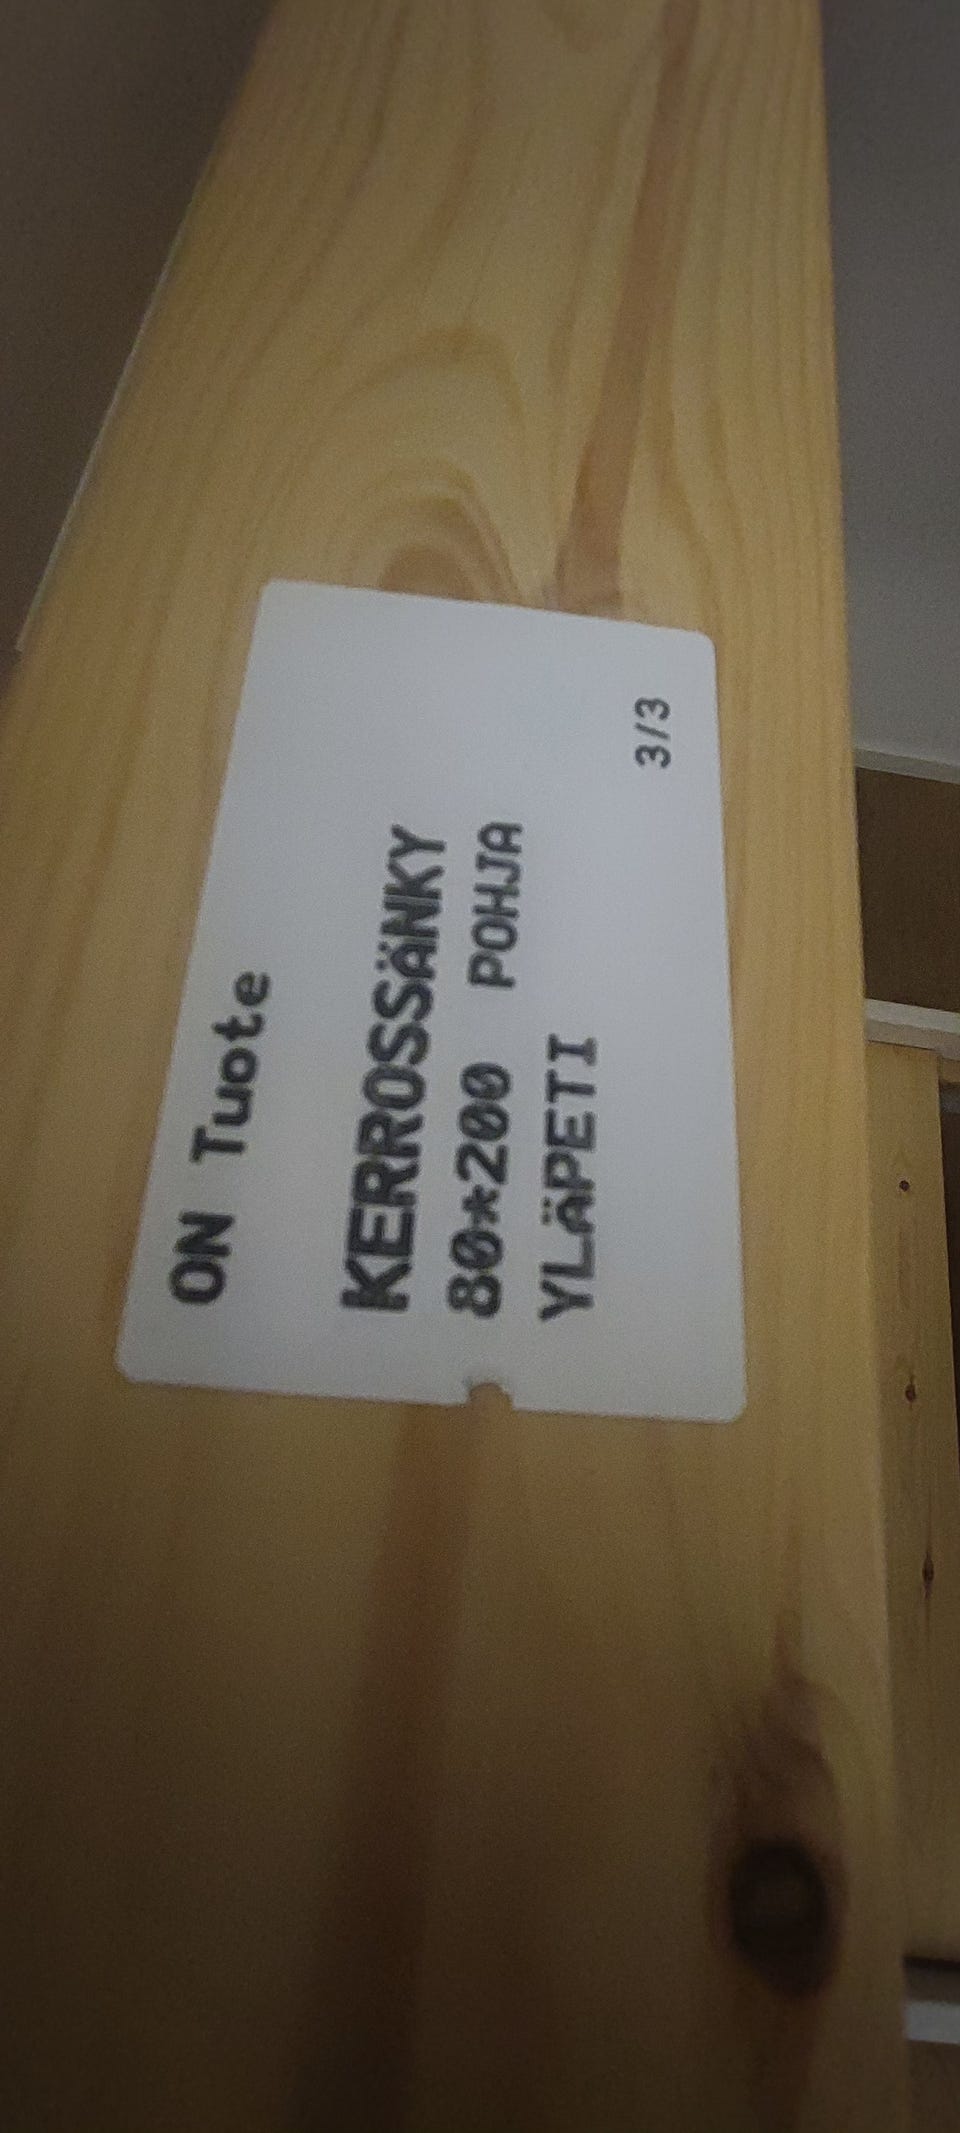 ON Tuote
KERROSSÄNKY
80*200 POHJA
YLÄPETI
3/3